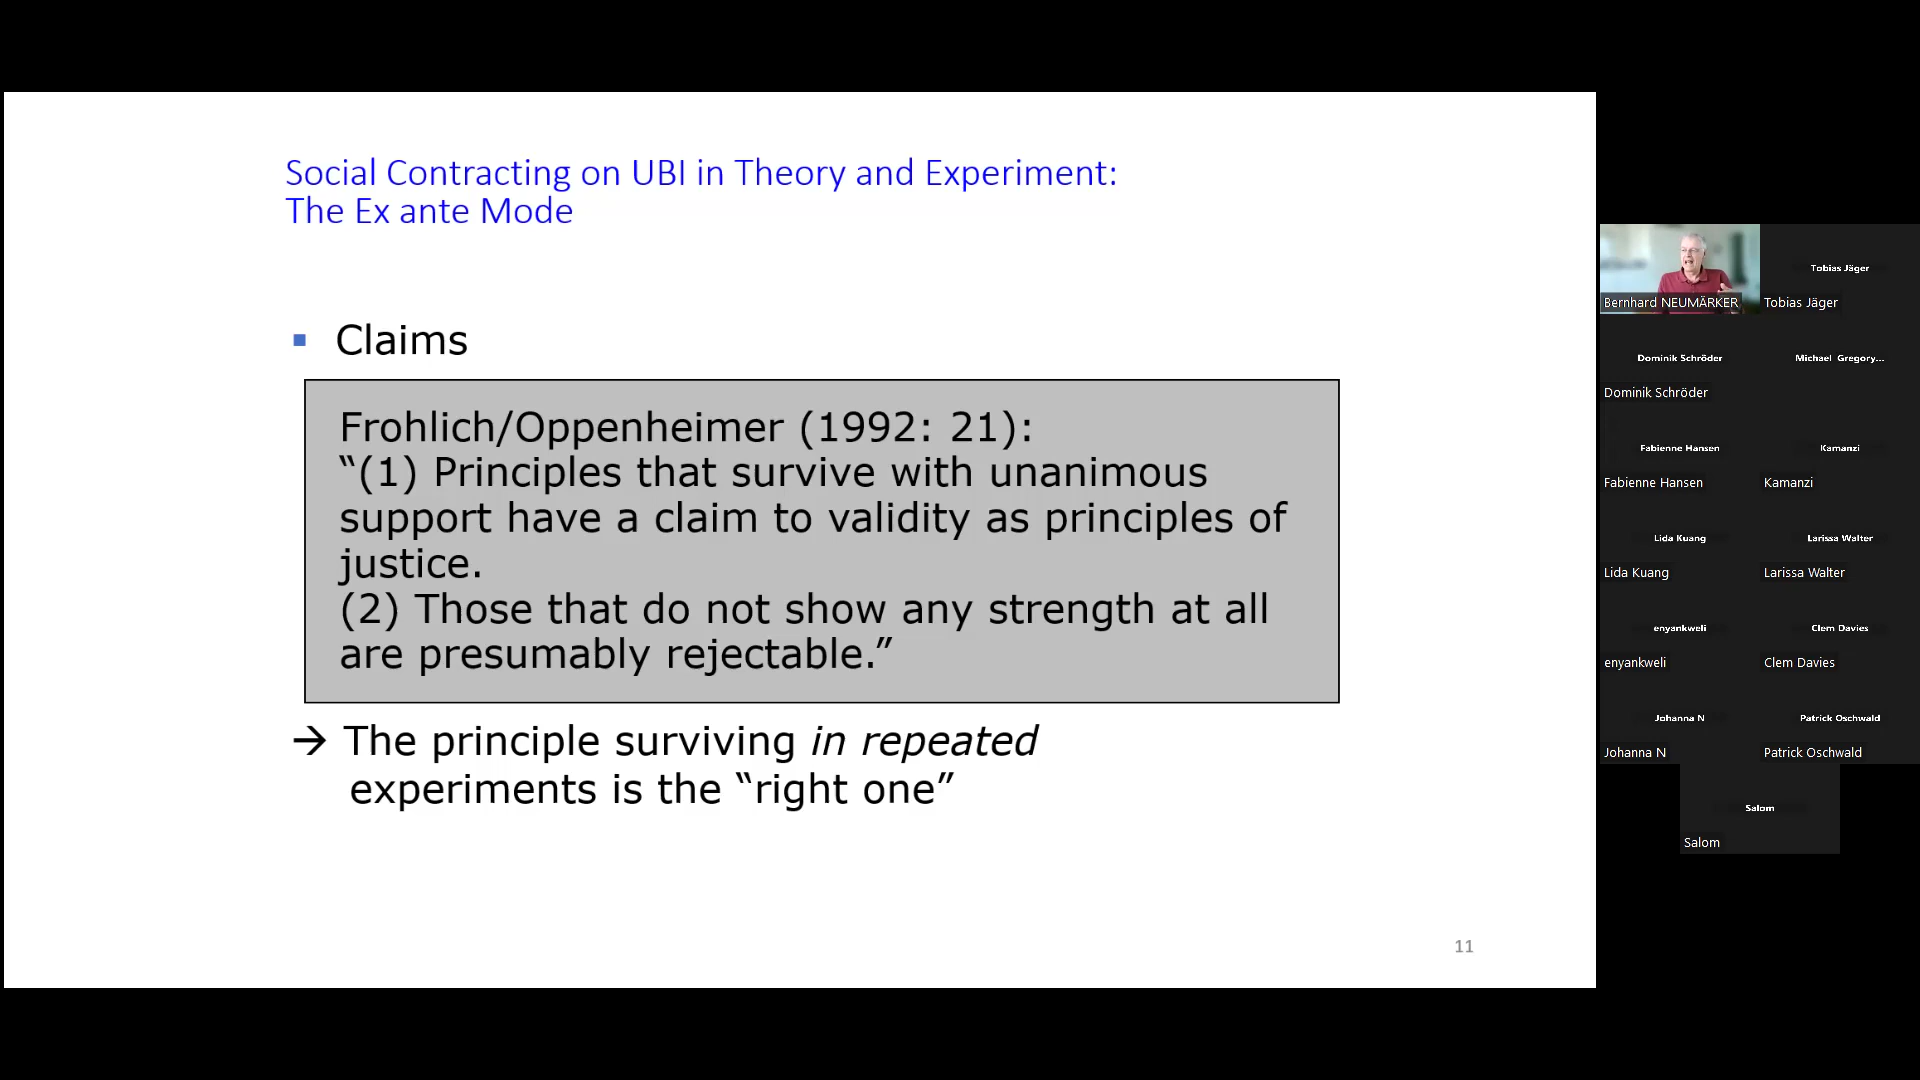 Social Contracting on UBI in Theory and Experiment:
The Ex ante Mode
▪ Claims
Frohlich/Oppenheimer (1992: 21):
“(1) Principles that survive with unanimous
support have a claim to validity as principles of
justice.
(2) Those that do not show any strength at all
are presumably rejectable.”
→ The principle surviving in repeated
experiments is the “right one”
11
Bernhard NEUMÄRKER
Tobias Jäger
Tobias Jäger
Dominik Schröder
Dominik Schröder
Michael Gregory...
Fabienne Hansen
Fabienne Hansen
Kamanzi
Kamanzi
Lida Kuang
Lida Kuang
Larissa Walter
Larissa Walter
enyankweli
enyankweli
Clem Davies
Clem Davies
Johanna N
Johanna N
Patrick Oschwald
Patrick Oschwald
Salom
Salom